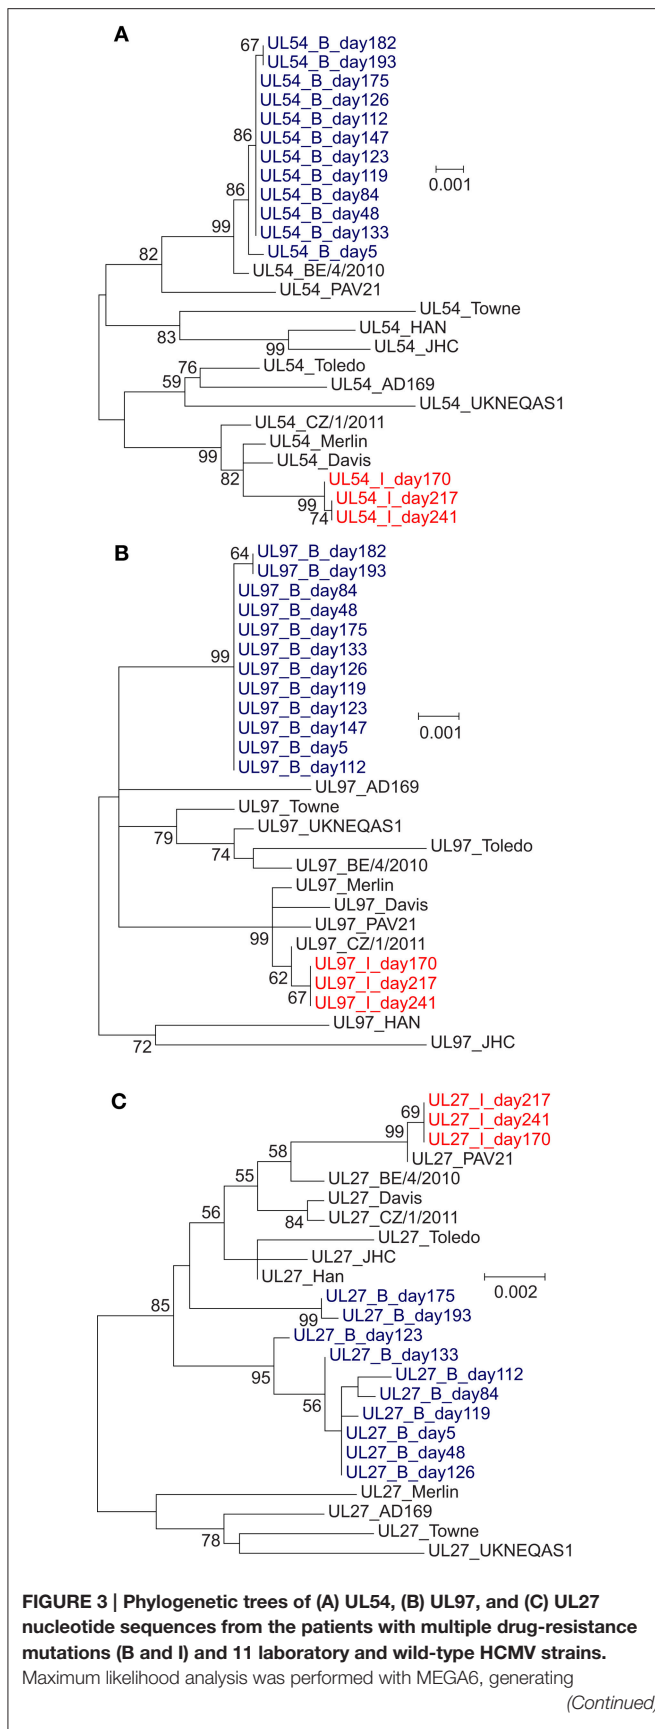 A
67
UL54_B_day182
UL54_B_day193
UL54_B_day175
UL54_B_day126
UL54_B_day112
86
UL54_B_day147
UL54_B_day123
0.001
UL54_B_day119
86
UL54_B_day84
UL54_B_day48
99
UL54_B_day133
82
UL54_B_day5
UL54_BE/4/2010
UL54_PAV21
UL54_Towne
83
UL54_HAN
99
UL54_JHC
76
UL54_Toledo
59
UL54_AD169
UL54_UKNEQAS1
UL54_CZ/1/2011
99
UL54_Merlin
82
UL54_Davis
UL54_I_day170
99
UL54_I_day217
74
UL54_I_day241
B
64
UL97_B_day182
UL97_B_day193
UL97_B_day84
UL97_B_day48
UL97_B_day175
99
UL97_B_day133
UL97_B_day126
UL97_B_day119
UL97_B_day123
0.001
UL97_B_day147
UL97_B_day5
UL97_B_day112
UL97_AD169
UL97_Towne
79
UL97_UKNEQAS1
74
UL97_Toledo
UL97_BE/4/2010
UL97_Merlin
UL97_Davis
99
UL97_PAV21
UL97_CZ/1/2011
62
UL97_I_day170
UL97_I_day217
67
UL97_I_day241
UL97_HAN
72
UL97_JHC
C
69
UL27_I_day217
UL27_I_day241
99
UL27_I_day170
58
UL27_PAV21
55
UL27_BE/4/2010
56
UL27_Davis
84
UL27_CZ/1/2011
UL27_Toledo
UL27_JHC
UL27_Han
0.002
85
UL27_B_day175
99
UL27_B_day193
UL27_B_day123
95
UL27_B_day133
UL27_B_day112
56
UL27_B_day84
UL27_B_day119
UL27_B_day5
UL27_B_day48
UL27_B_day126
UL27_Merlin
UL27_AD169
78
UL27_Towne
UL27_UKNEQAS1
FIGURE 3 | Phylogenetic trees of (A) UL54, (B) UL97, and (C) UL27
nucleotide sequences from the patients with multiple drug-resistance
mutations (B and I) and 11 laboratory and wild-type HCMV strains.
Maximum likelihood analysis was performed with MEGA6, generating
(Continued)